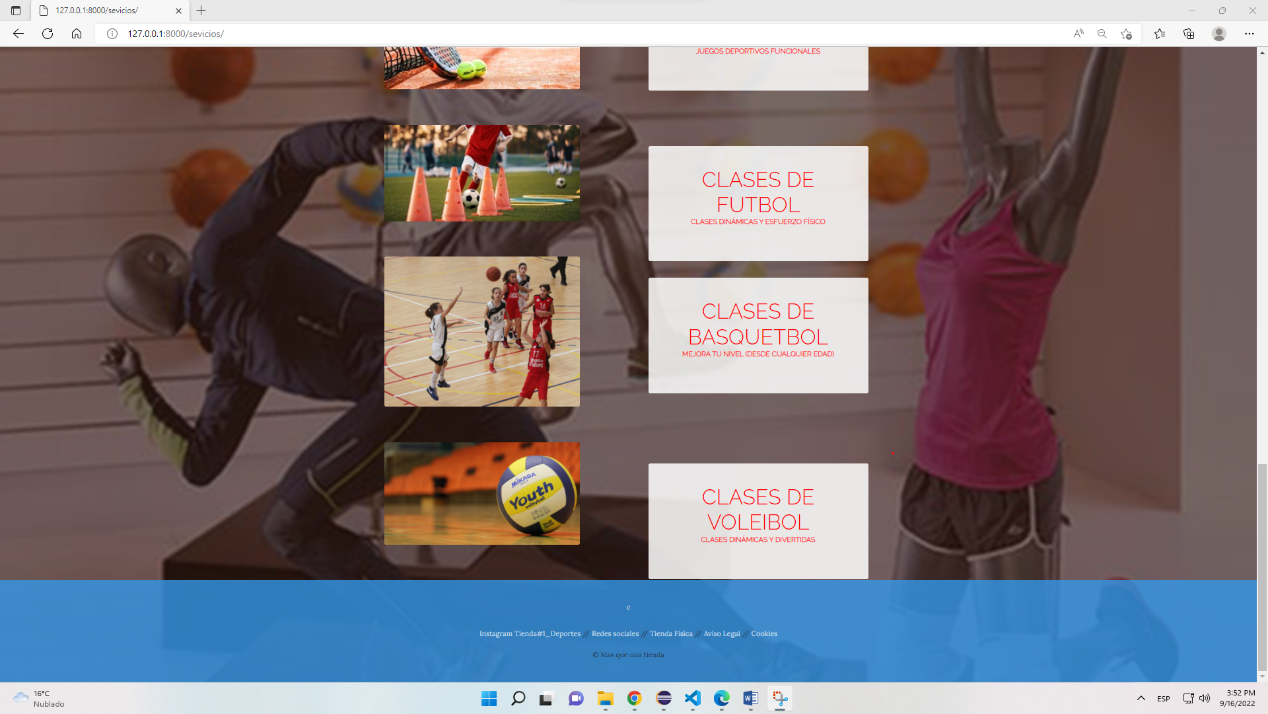 127.0.0.1:8000/sevicios/
127.0.0.1:8000/sevicios/
JUEGOS DEPORTIVOS FUNCIONALES
CLASES DE
FUTBOL
CLASES DINÁMICAS Y ESFUERZO FÍSICO
CLASES DE
BASQUETBOL
MEJORA TU NIVEL (DESDE CUALQUIER EDAD)
MIKASA
Youth
CLASES DE
VOLEIBOL
CLASES DINÁMICAS Y DIVERTIDAS
c
Instagram Tienda#1_Deportes // Redes sociales // Tienda Física // Aviso Legal // Cookies
© Más que una tienda
16°C
Nublado
ESP
3:52 PM
9/16/2022